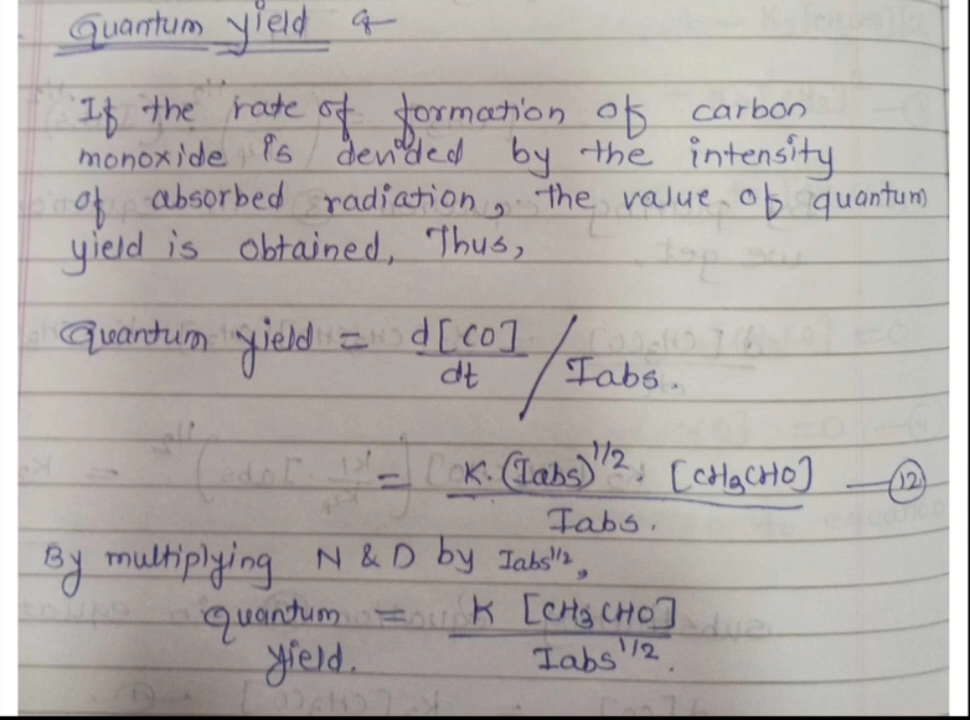 Quantum yield :-
If the rate of formation of carbon
monoxide is devided by the intensity
of absorbed radiation, the value of quantum
yield is obtained, Thus,
Quantum yield = d[CO]/dt / Iabs.
= K. (Iabs)^1/2. [CH3CHO] / Iabs. — (12)
By multiplying N & D by Iabs^1/2,
quantum yield. = K [CH3CHO] / Iabs^1/2.